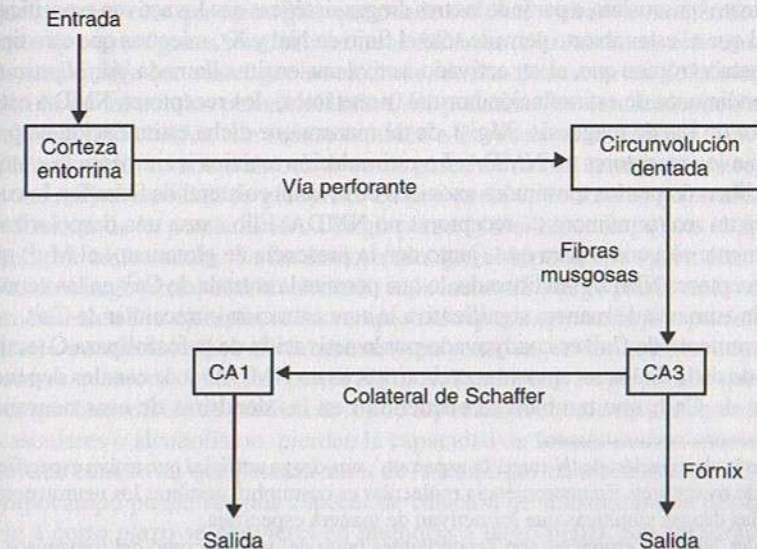 Entrada
Corteza
entorrina
Vía perforante
Circunvolución
dentada
Fibras
musgosas
CA1
Colateral de Schaffer
CA3
Fórnix
Salida
Salida